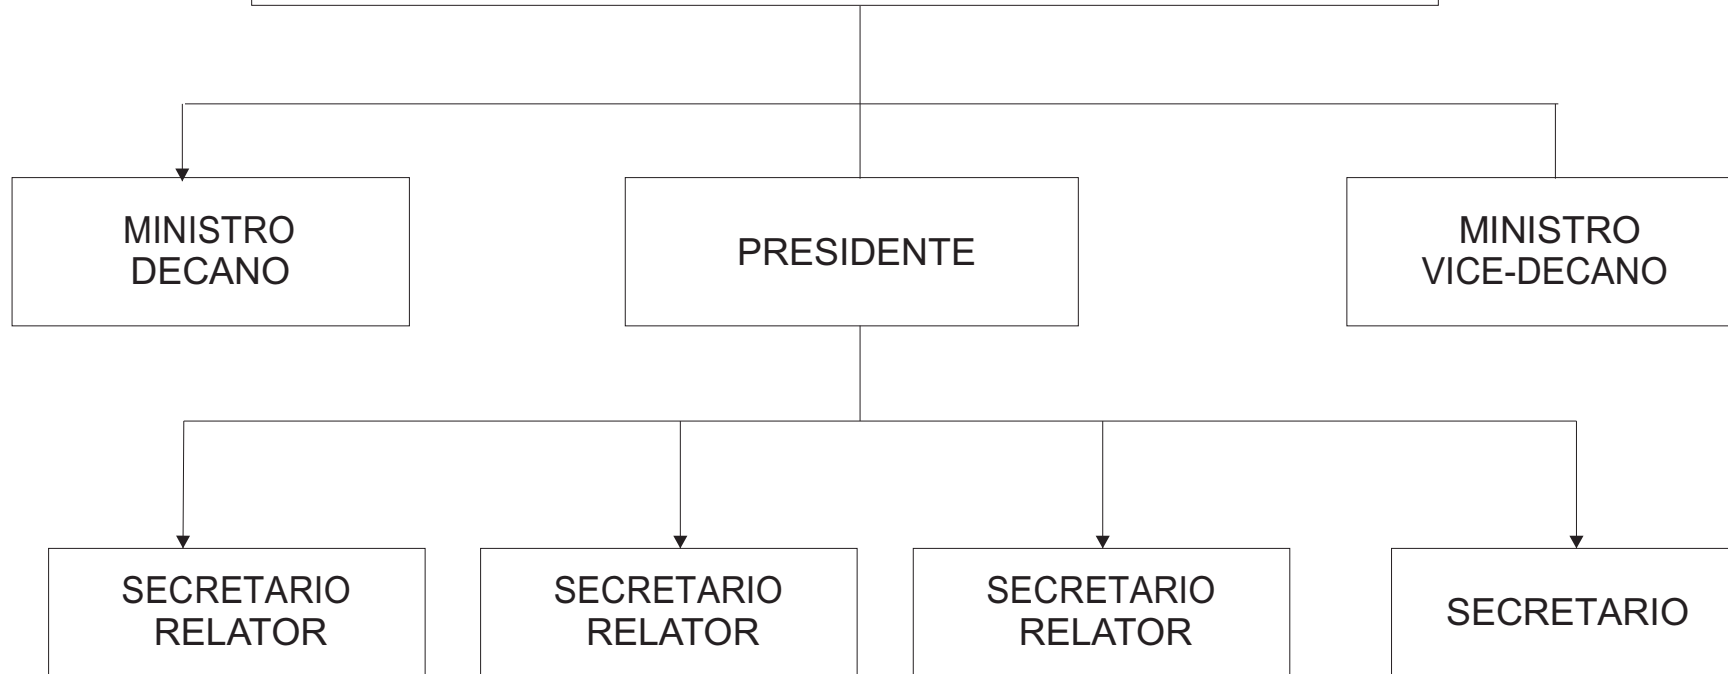 MINISTRO
DECANO
PRESIDENTE
MINISTRO
VICE-DECANO
SECRETARIO
RELATOR
SECRETARIO
RELATOR
SECRETARIO
RELATOR
SECRETARIO